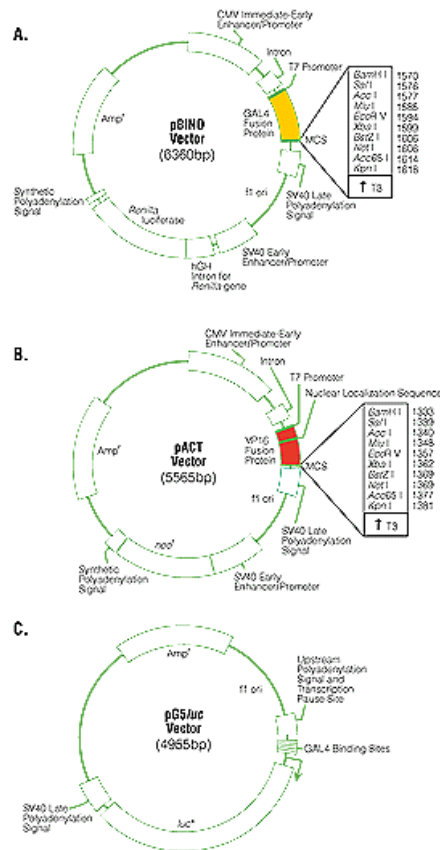 A.
CMV Immediate-Early
Enhancer/Promoter
Intron
T7 Promoter
Amp^r
pBIND
Vector
(6360bp)
GAL4
Fusion
Protein
MCS
BamH I 1570
Sal I 1576
Acc I 1577
Mlu I 1585
EcoR V 1594
Xba I 1599
BstZ I 1606
Not I 1606
Acc65 I 1614
Kpn I 1618
↑ T3
f1 ori
SV40 Late
Polyadenylation
Signal
Synthetic
Polyadenylation
Signal
Renilla
luciferase
hGH
Intron for
Renilla gene
SV40 Early
Enhancer/Promoter
B.
CMV Immediate-Early
Enhancer/Promoter
Intron
T7 Promoter
Nuclear Localization Sequence
Amp^r
pACT
Vector
(5565bp)
VP16
Fusion
Protein
MCS
BamH I 1333
Sal I 1339
Acc I 1340
Mlu I 1348
EcoR V 1357
Xba I 1362
BstZ I 1369
Not I 1369
Acc65 I 1377
Kpn I 1381
↑ T3
f1 ori
SV40 Late
Polyadenylation
Signal
neo^r
Synthetic
Polyadenylation
Signal
SV40 Early
Enhancer/Promoter
C.
Amp^r
f1 ori
Upstream
Polyadenylation
Signal and
Transcription
Pause Site
pG5luc
Vector
(4955bp)
GAL4 Binding Sites
luc+
SV40 Late
Polyadenylation
Signal